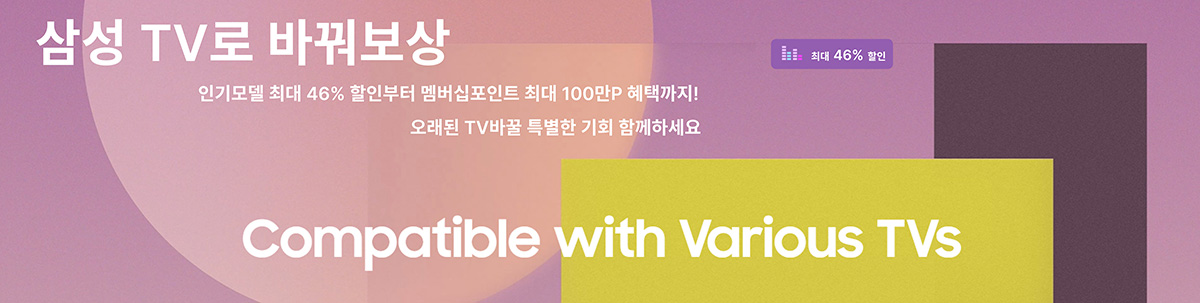 삼성 TV로 바꿔보상
최대 46% 할인
인기모델 최대 46% 할인부터 멤버십포인트 최대 100만P 혜택까지!
오래된 TV바꿀 특별한 기회 함께하세요
Compatible with Various TVs